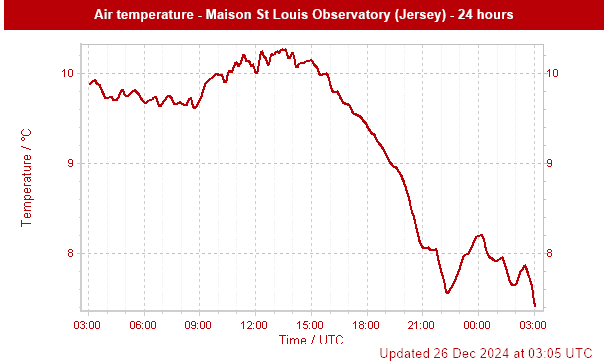 Air temperature - Maison St Louis Observatory (Jersey) - 24 hours
10
10
9
9
8
8
Temperature / °C
03:00 06:00 09:00 12:00 15:00 18:00 21:00 00:00 03:00
Time / UTC
Updated 26 Dec 2024 at 03:05 UTC